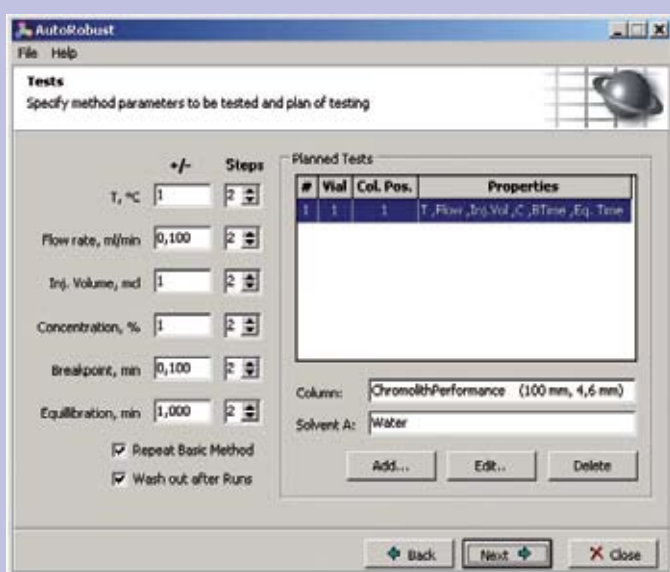 AutoRobust
File Help
Tests
Specify method parameters to be tested and plan of testing
+/- Steps
T, °C 1 2
Flow rate, ml/min 0,100 2
Inj. Volume, mcl 1 2
Concentration, % 1 2
Breakpoint, min 0,100 2
Equilibration, min 1,000 2
Repeat Basic Method
Wash out after Runs
Planned Tests
# Vial Col. Pos. Properties
1 1 1 T ,Flow ,Inj.Vol ,C ,BTime ,Eq. Time
Column: ChromolithPerformance (100 mm, 4,6 mm)
Solvent A: Water
Add... Edit.. Delete
Back Next Close